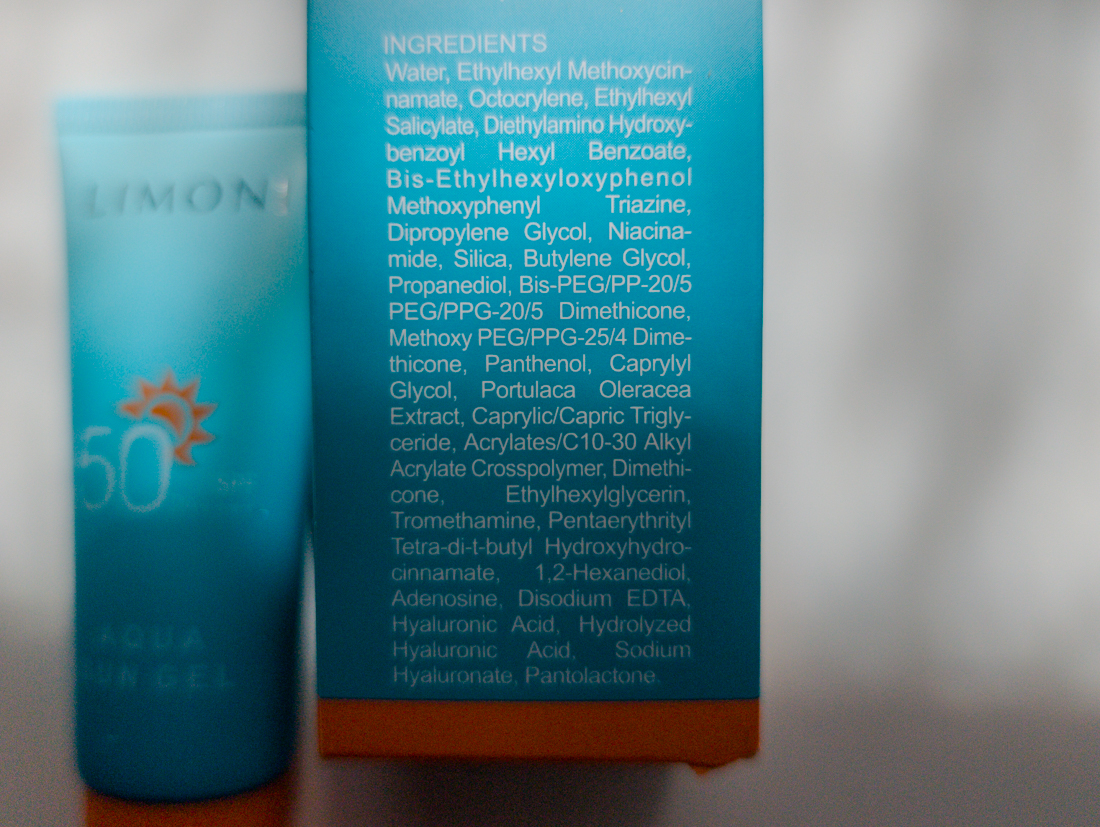 LIMONI
50
SPF
AQUA
SUN GEL
INGREDIENTS
Water, Ethylhexyl Methoxycin-
namate, Octocrylene, Ethylhexyl
Salicylate, Diethylamino Hydroxy-
benzoyl Hexyl Benzoate,
Bis-Ethylhexyloxyphenol
Methoxyphenyl Triazine,
Dipropylene Glycol, Niacina-
mide, Silica, Butylene Glycol,
Propanediol, Bis-PEG/PP-20/5
PEG/PPG-20/5 Dimethicone,
Methoxy PEG/PPG-25/4 Dime-
thicone, Panthenol, Caprylyl
Glycol, Portulaca Oleracea
Extract, Caprylic/Capric Trigly-
ceride, Acrylates/C10-30 Alkyl
Acrylate Crosspolymer, Dimethi-
cone, Ethylhexylglycerin,
Tromethamine, Pentaerythrityl
Tetra-di-t-butyl Hydroxyhydro-
cinnamate, 1,2-Hexanediol,
Adenosine, Disodium EDTA,
Hyaluronic Acid, Hydrolyzed
Hyaluronic Acid, Sodium
Hyaluronate, Pantolactone.